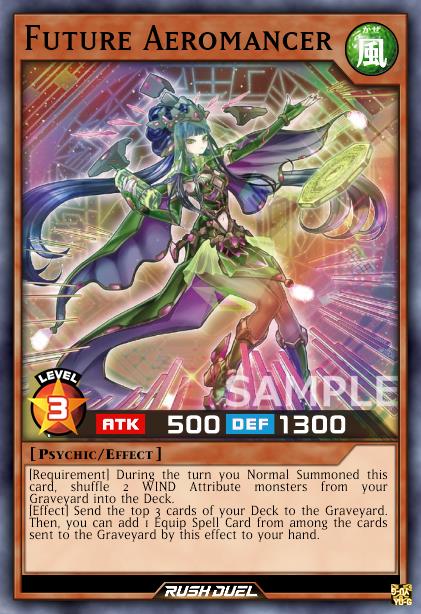 Future Aeromancer
かぜ
風
SAMPLE
LEVEL
3
ATK 500 DEF 1300
[Psychic/Effect]
[Requirement] During the turn you Normal Summoned this
card, shuffle 2 WIND Attribute monsters from your
Graveyard into the Deck.
[Effect] Send the top 3 cards of your Deck to the Graveyard.
Then, you can add 1 Equip Spell Card from among the cards
sent to the Graveyard by this effect to your hand.
RUSH DUEL